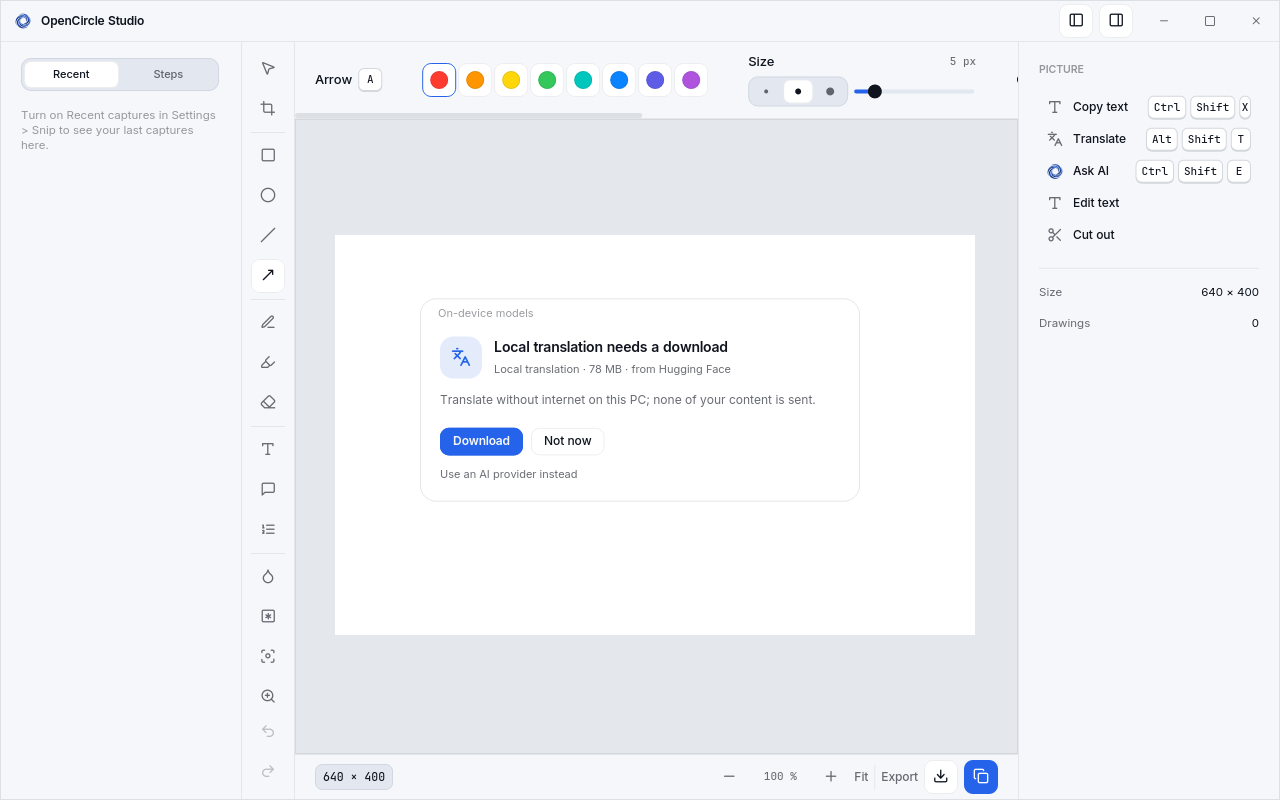 OpenCircle Studio
Recent
Steps
Turn on Recent captures in Settings
> Snip to see your last captures
here.
Arrow A
Size
5 px
PICTURE
Copy text Ctrl Shift X
Translate Alt Shift T
Ask AI Ctrl Shift E
Edit text
Cut out
Size 640 × 400
Drawings 0
On-device models
Local translation needs a download
Local translation · 78 MB · from Hugging Face
Translate without internet on this PC; none of your content is sent.
Download
Not now
Use an AI provider instead
640 × 400
100 %
Fit
Export